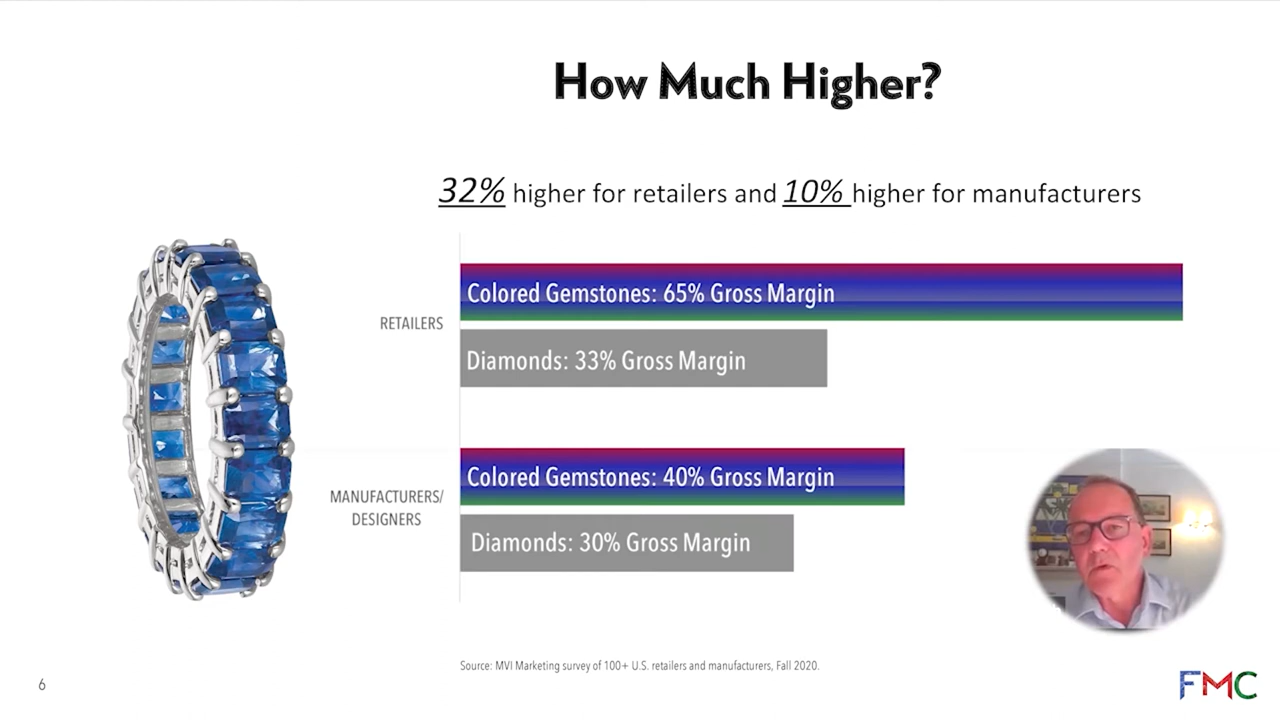 How Much Higher?
32% higher for retailers and 10% higher for manufacturers
RETAILERS
Colored Gemstones: 65% Gross Margin
Diamonds: 33% Gross Margin
MANUFACTURERS/
DESIGNERS
Colored Gemstones: 40% Gross Margin
Diamonds: 30% Gross Margin
Source: MVI Marketing survey of 100+ U.S. retailers and manufacturers, Fall 2020.
6
FMC